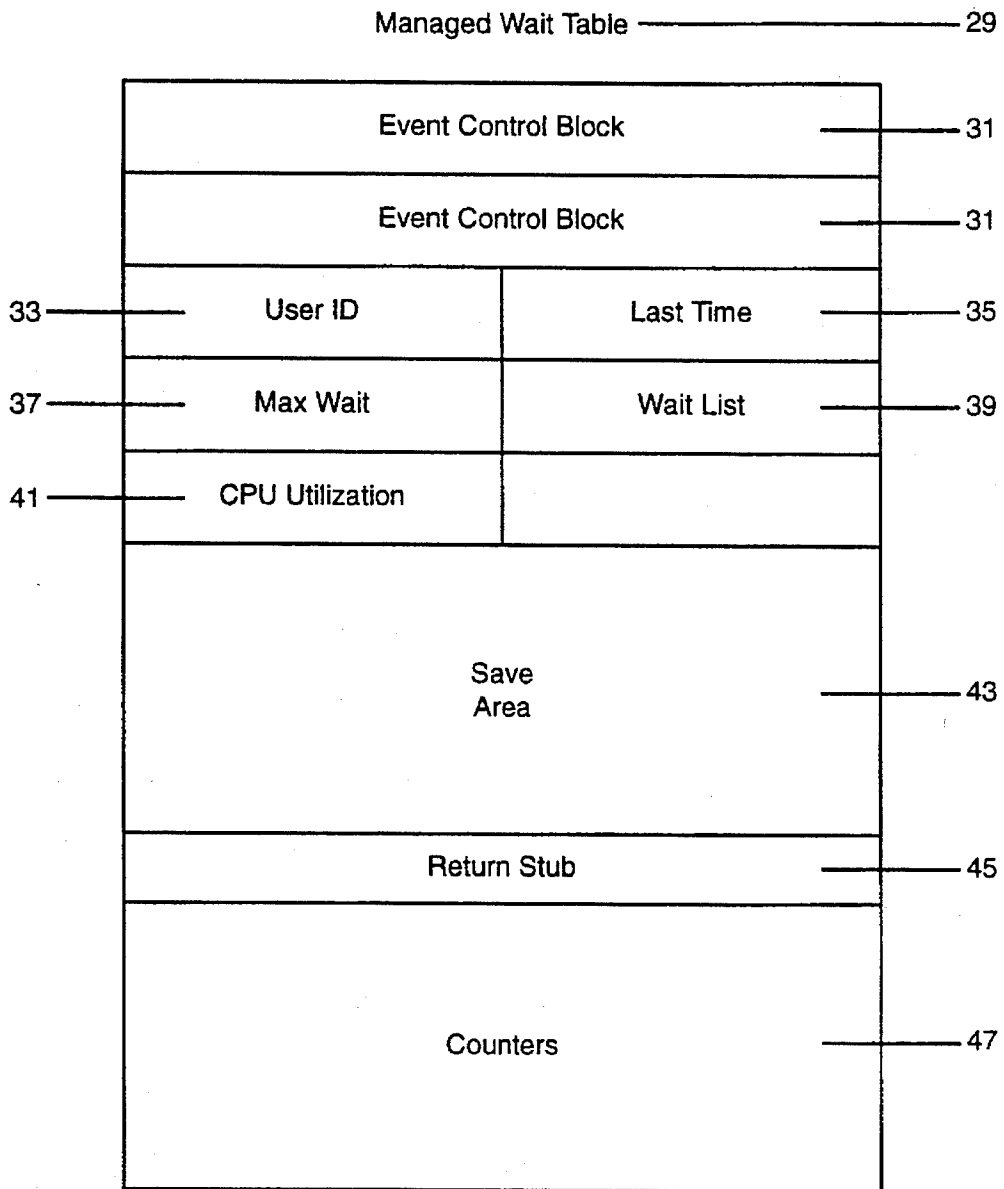 Managed Wait Table 29
Event Control Block 31
Event Control Block 31
33 User ID Last Time 35
37 Max Wait Wait List 39
41 CPU Utilization
Save
Area 43
Return Stub 45
Counters 47